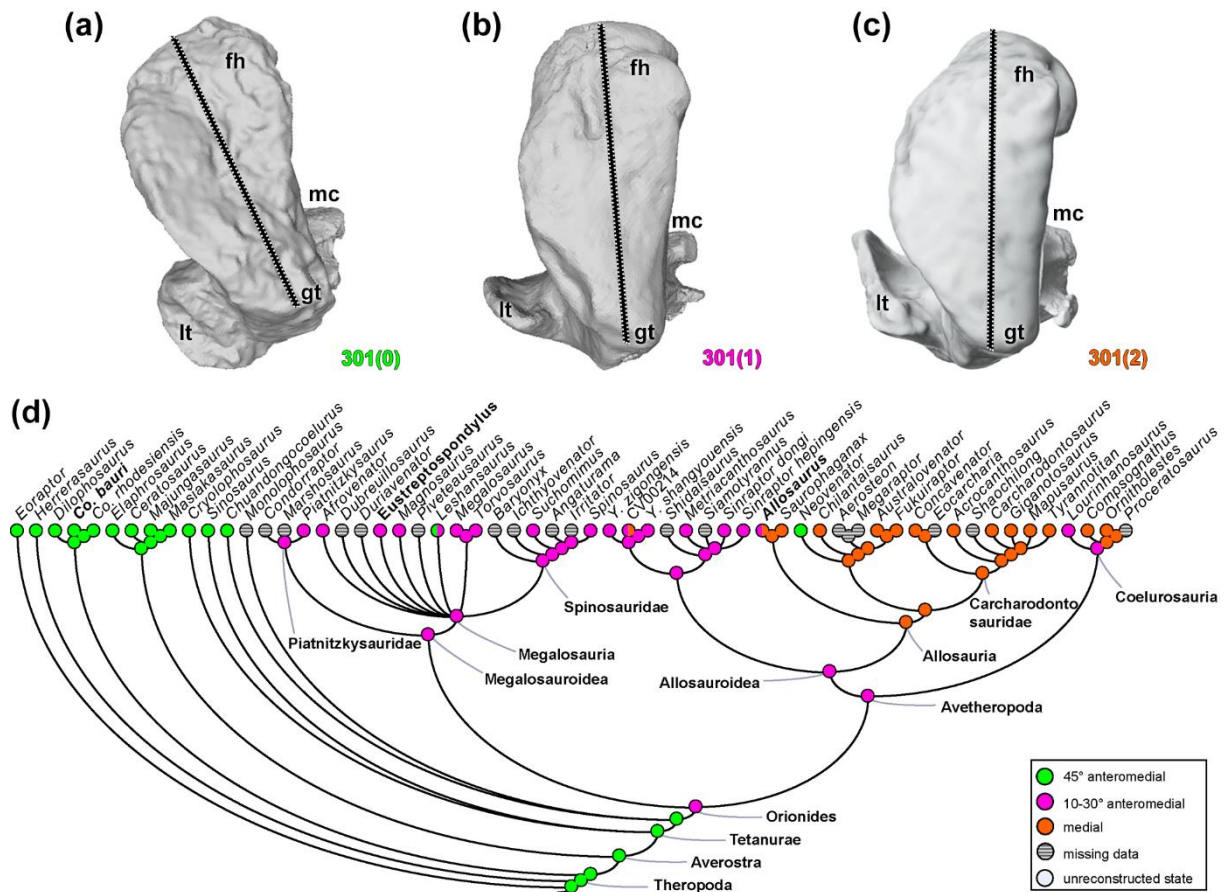 (a)
fh
mc
lt
gt
301(0)
(b)
fh
mc
lt
gt
301(1)
(c)
fh
mc
lt
gt
301(2)
(d)
Eoraptor
Herrerasaurus
Dilophosaurus
Co. bauri
Co. rhodesiensis
Elaphrosaurus
Ceratosaurus
Majungasaurus
Masiakasaurus
Cryolophosaurus
Sinosaurus
Chuandongocoelurus
Monolophosaurus
Condorraptor
Marshosaurus
Piatnitzkysaurus
Afrovenator
Dubreuillosaurus
Duriavenator
Eustreptospondylus
Magnosaurus
Piveteausaurus
Leshansaurus
Megalosaurus
Torvosaurus
Baryonyx
Ichthyovenator
Suchomimus
Angaturama
Irritator
Spinosaurus
Y. zigongensis
CV 00214
Y. Shangyouensis
Shidaisaurus
Metriacanthosaurus
Siamotyrannus
Sinraptor dongi
Sinraptor hepingensis
Allosaurus
Saurophaganax
Neovenator
Chilantaisaurus
Aerosteon
Megaraptor
Australovenator
Fukuiraptor
Concavenator
Eocarcharia
Acrocanthosaurus
Shaochilong
Carcharodontosaurus
Giganotosaurus
Mapusaurus
Tyrannotitan
Lourinhanosaurus
Compsognathus
Ornitholestes
Proceratosaurus
Spinosauridae
Piatnitzkysauridae
Megalosauria
Megalosauroidea
Carcharodonto
sauridae
Coelurosauria
Allosauria
Allosauroidea
Avetheropoda
Orionides
Tetanurae
Averostra
Theropoda
45° anteromedial
10-30° anteromedial
medial
missing data
unreconstructed state